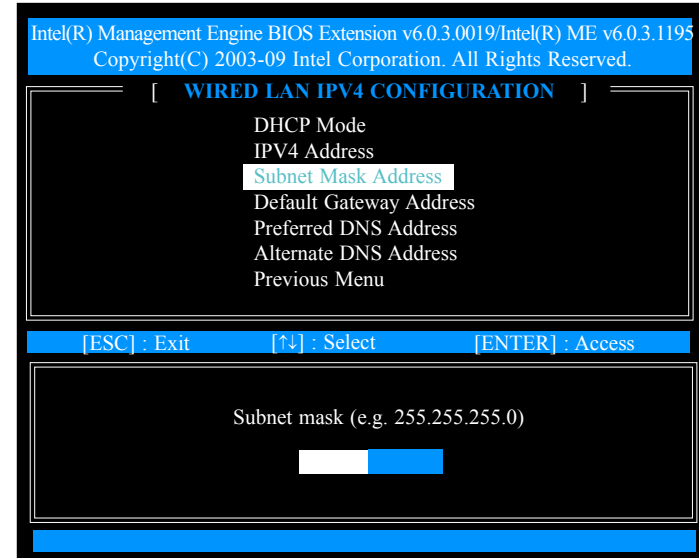 Intel(R) Management Engine BIOS Extension v6.0.3.0019/Intel(R) ME v6.0.3.1195
Copyright(C) 2003-09 Intel Corporation. All Rights Reserved.
[ WIRED LAN IPV4 CONFIGURATION ]
DHCP Mode
IPV4 Address
Subnet Mask Address
Default Gateway Address
Preferred DNS Address
Alternate DNS Address
Previous Menu
[ESC] : Exit [↑↓] : Select [ENTER] : Access
Subnet mask (e.g. 255.255.255.0)